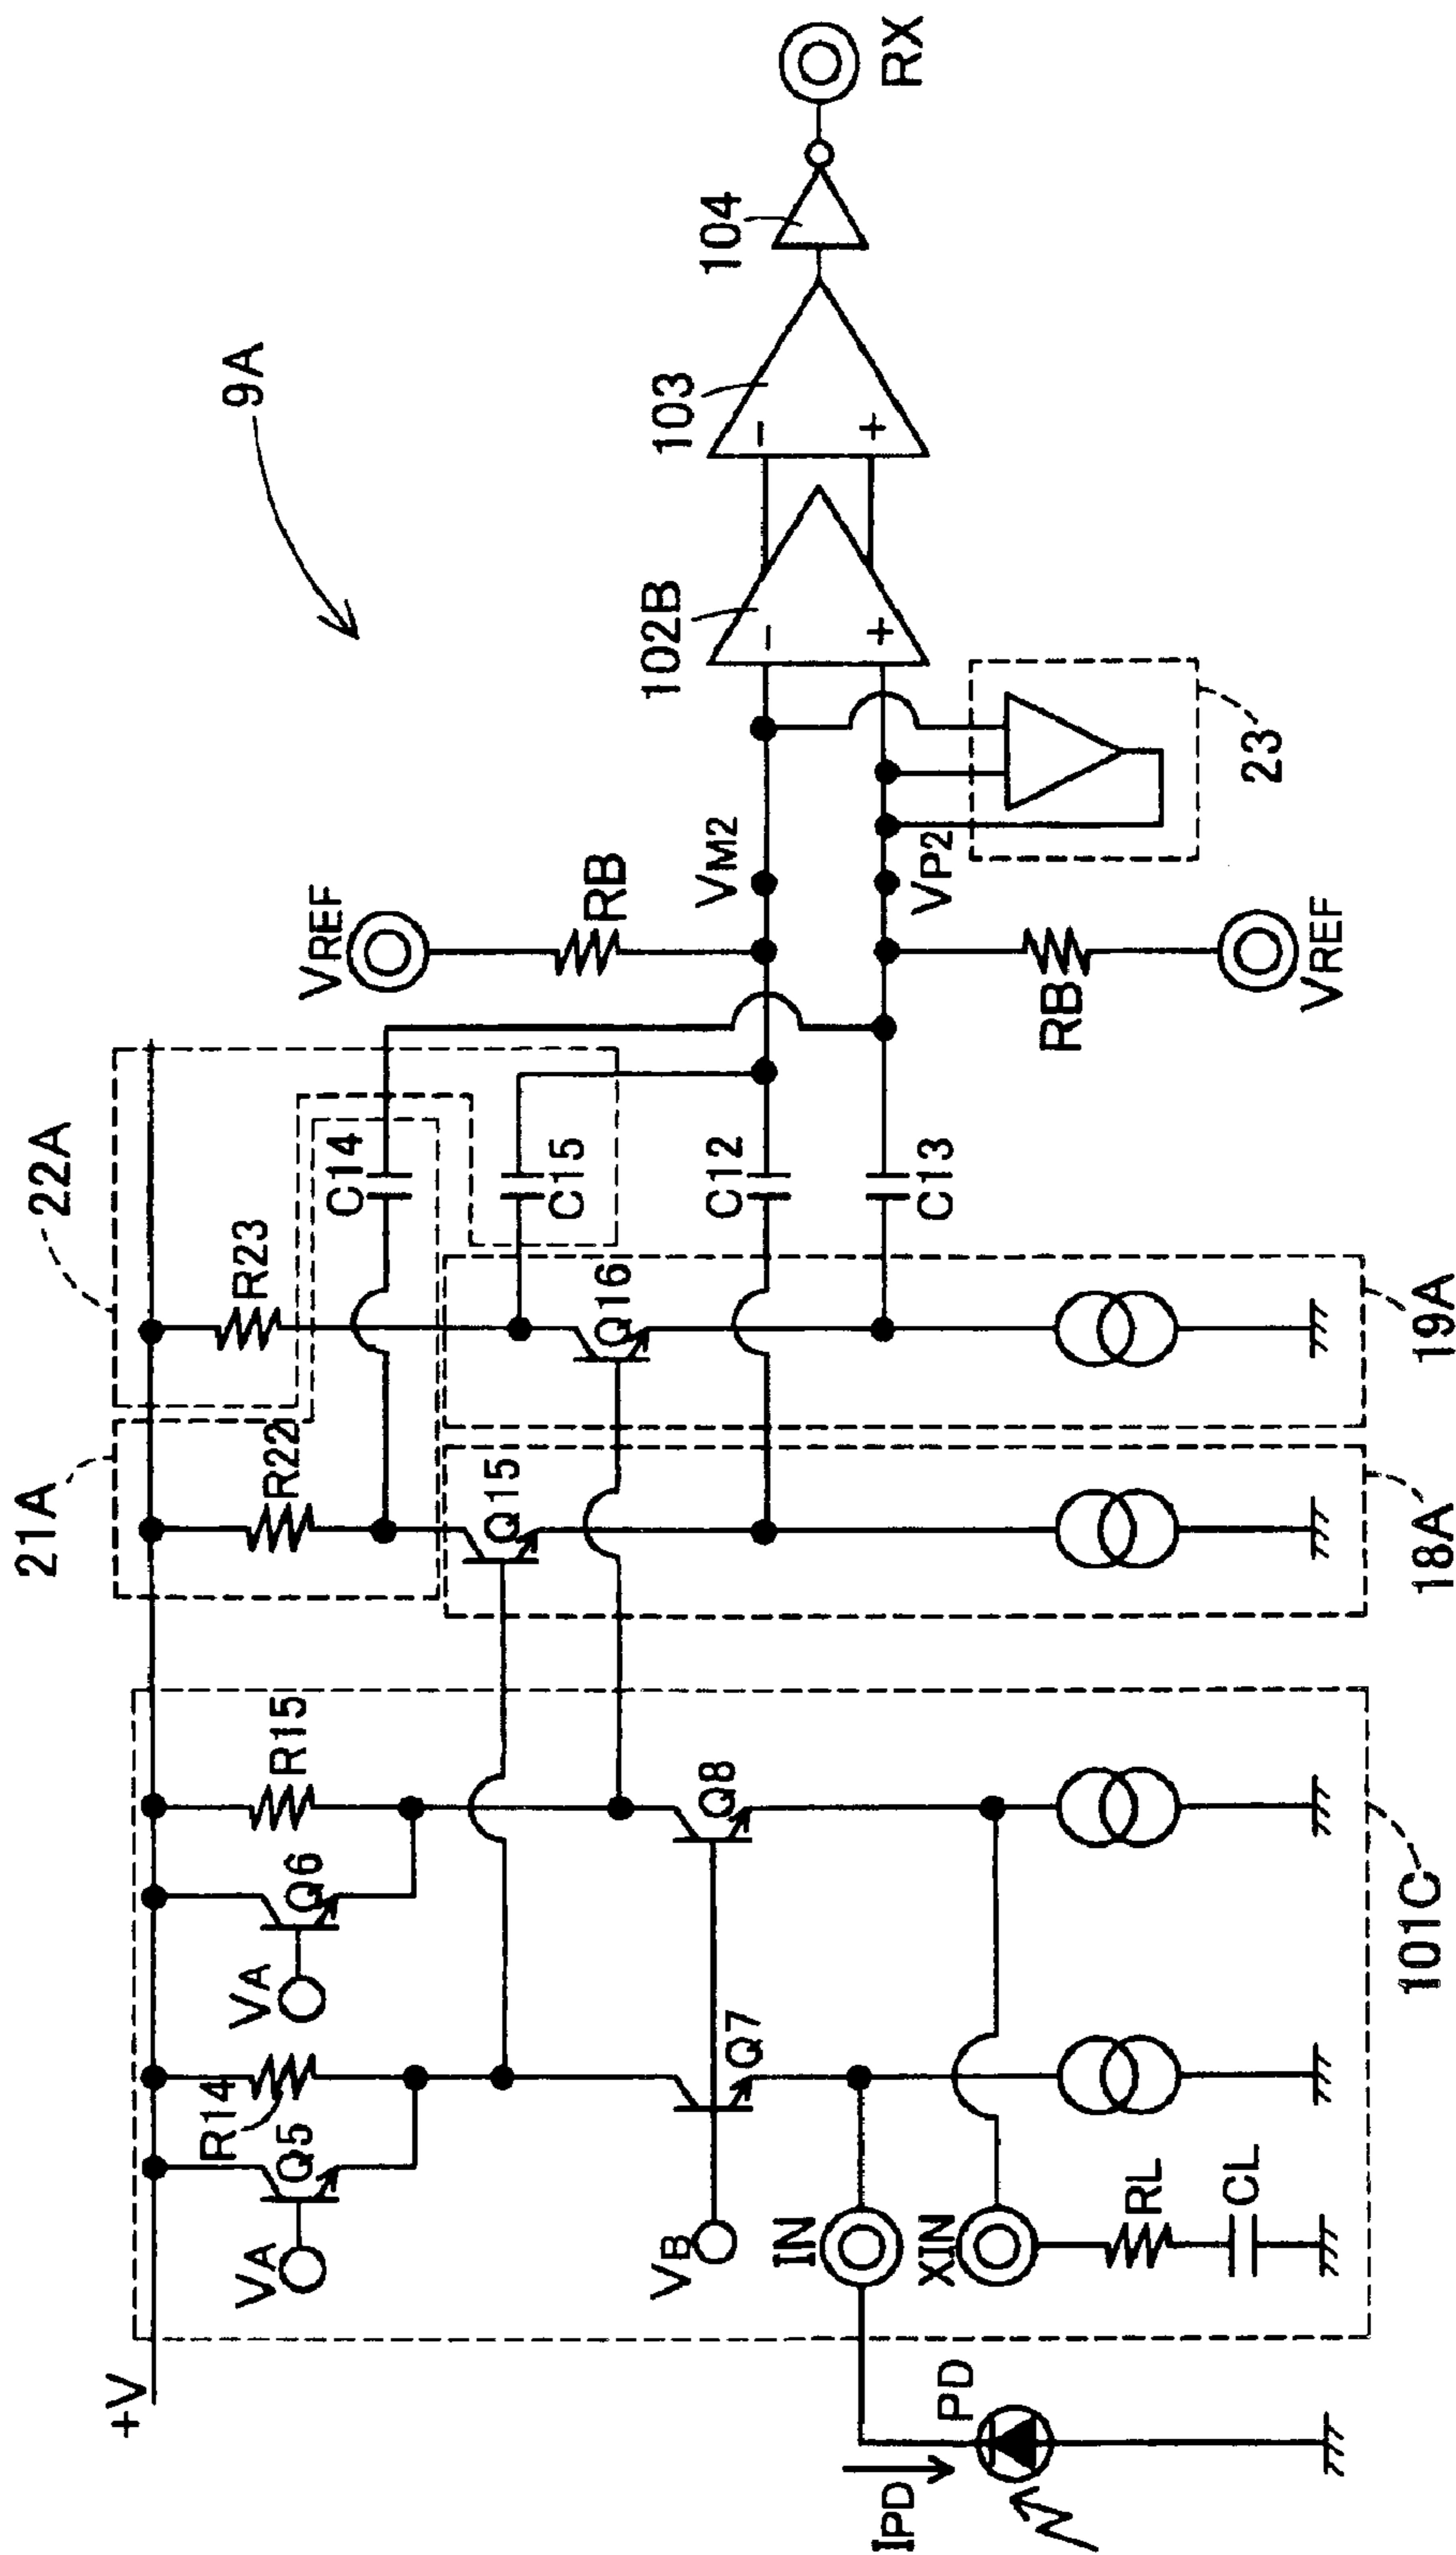 9A
22A
21A
+V
R23
R22
R15
R14
Q6
Q5
VA
VA
C14
C15
C12
C13
VREF
RB
VM2
VP2
RB
VREF
102B
103
104
RX
-
+
-
+
23
Q16
Q15
Q8
Q7
VB
IN
XIN
RL
CL
PD
IPD
19A
18A
101C